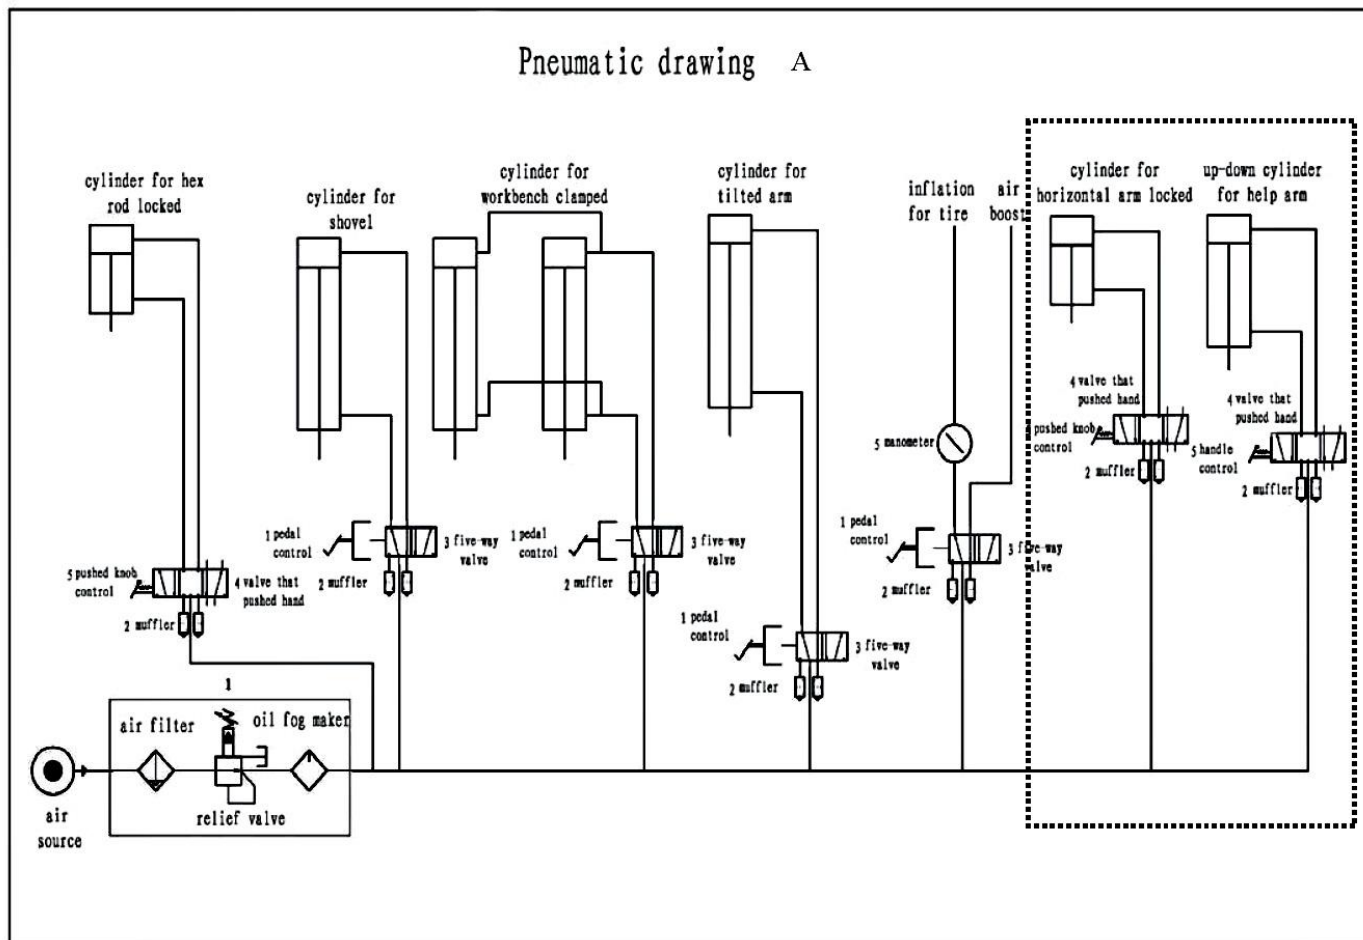 Pneumatic drawing A
cylinder for hex
rod locked
cylinder for
shovel
cylinder for
workbench clamped
cylinder for
tilted arm
inflation
for tire
air
boost
cylinder for
horizontal arm locked
up-down cylinder
for help arm
4 valve that
pushed hand
pushed knob
control
2 muffler
4 valve that
pushed hand
5 handle
control
2 muffler
5 manometer
1 pedal
control
3 five-way
valve
2 muffler
1 pedal
control
3 five-way
valve
2 muffler
1 pedal
control
3 five-way
valve
2 muffler
5 pushed knob
control
4 valve that
pushed hand
2 muffler
1 pedal
control
3 five-way
valve
2 muffler
1
air filter
oil fog maker
relief valve
air
source